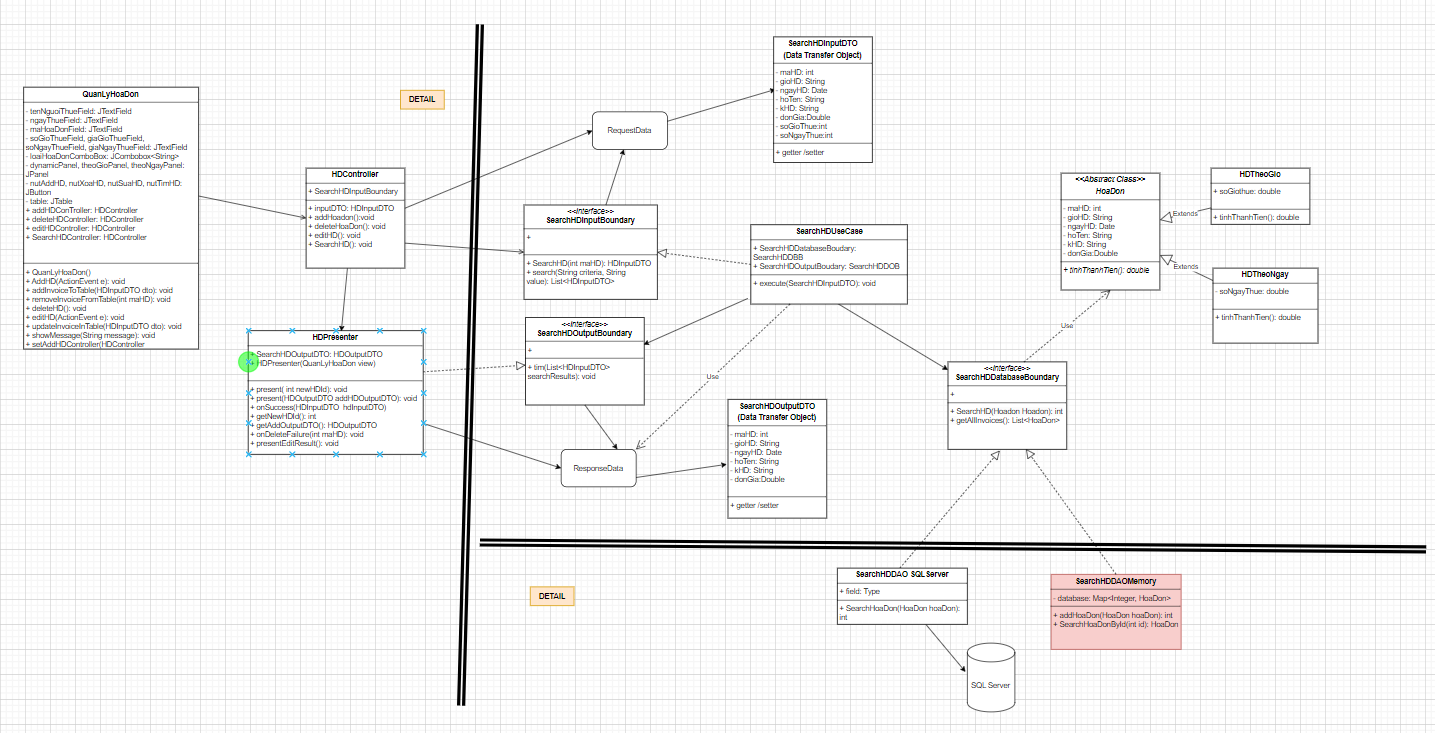 QuanLyHoaDon
- tenNguoiThueField: JTextField
- ngayThueField: JTextField
- maHoaDonField: JTextField
- soGioThueField, giaGioThueField,
soNgayThueField, giaNgayThueField: JTextField
- loaiHoaDonComboBox: JCombobox<String>
- dynamicPanel, theoGioPanel, theoNgayPanel:
JPanel
- nutAddHD, nutXoaHD, nutSuaHD, nutTimHD:
JButton
- table: JTable
+ addHDConTroller: HDController
+ deleteHDController: HDController
+ editHDController: HDController
+ SearchHDController: HDController
+ QuanLyHoaDon()
+ AddHD(ActionEvent e): void
+ addInvoiceToTable(HDInputDTO dto): void
+ removeInvoiceFromTable(int maHD): void
+ deleteHD(): void
+ editHD(ActionEvent e): void
+ updateInvoiceInTable(HDInputDTO dto): void
+ showMessage(String message): void
+ setAddHDController(HDController
DETAIL
HDController
+ SearchHDInputBoundary
+ inputDTO: HDInputDTO
+ addHoadon():void
+ deleteHoaDon(): void
+ editHD(): void
+ SearchHD(): void
HDPresenter
+ SearchHDOutputDTO: HDOutputDTO
+ HDPresenter(QuanLyHoaDon view)
+ present( int newHDId): void
+ present(HDOutputDTO addHDOutputDTO): void
+ onSuccess(HDInputDTO hdInputDTO)
+ getNewHDId(): int
+ getAddOutputDTO(): HDOutputDTO
+ onDeleteFailure(int maHD): void
+ presentEditResult(): void
RequestData
SearchHDInputDTO
(Data Transfer Object)
- maHD: int
- gioHD: String
- ngayHD: Date
- hoTen: String
- kHD: String
- donGia:Double
- soGioThue:int
- soNgayThue:int
+ getter /setter
<<Interface>>
SearchHDInputBoundary
+
+ SearchHD(int maHD): HDInputDTO
+ search(String criteria, String
value): List<HDInputDTO>
SearchHDUseCase
+ SearchHDDatabaseBoudary:
SearchHDDBB
+ SearchHDOutputBoudary: SearchHDDOB
+ execute(SearchHDInputDTO): void
<<Interface>>
SearchHDOutputBoundary
+
+ tim(List<HDInputDTO>
searchResults): void
Use
ResponseData
SearchHDOutputDTO
(Data Transfer Object)
- maHD: int
- gioHD: String
- ngayHD: Date
- hoTen: String
- kHD: String
- donGia:Double
+ getter /setter
<<Abstract Class>>
HoaDon
- maHD: int
- gioHD: String
- ngayHD: Date
- hoTen: String
- kHD: String
- donGia:Double
+ tinhThanhTien(): double
Extends
Extends
HDTheoGio
+ soGiothue: double
+ tinhThanhTien(): double
HDTheoNgay
- soNgayThue: double
+ tinhThanhTien(): double
Use
<<Interface>>
SearchHDDatabaseBoundary
+
+ SearchHD(Hoadon Hoadon): int
+ getAllInvoices(): List<HoaDon>
DETAIL
SearchHDDAO SQL Server
+ field: Type
+ SearchHoaDon(HoaDon hoaDon):
int
SearchHDDAOMemory
- database: Map<Integer, HoaDon>
+ addHoaDon(HoaDon hoaDon): int
+ SearchHoaDonById(int id): HoaDon
SQL Server